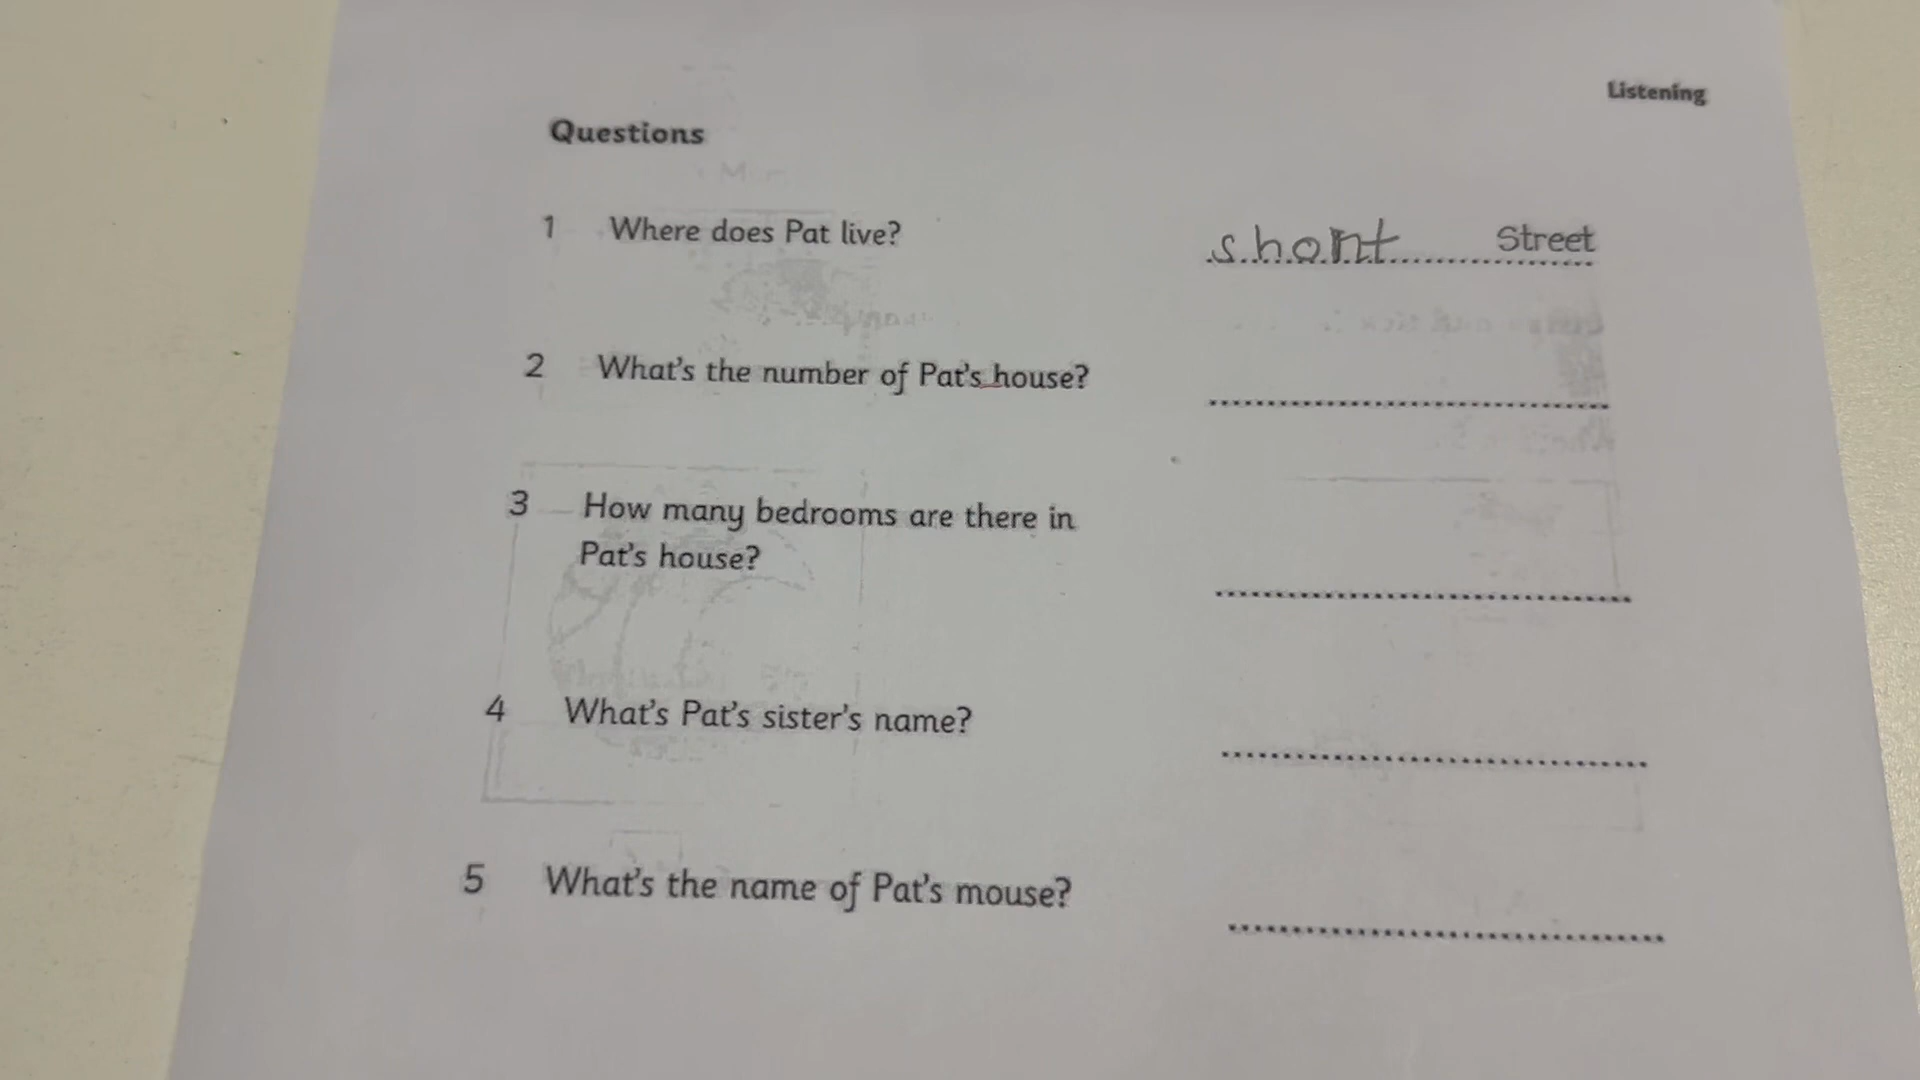 Listening
Questions
1 Where does Pat live? short Street
2 What's the number of Pat's house?
3 How many bedrooms are there in
Pat's house?
4 What's Pat's sister's name?
5 What's the name of Pat's mouse?